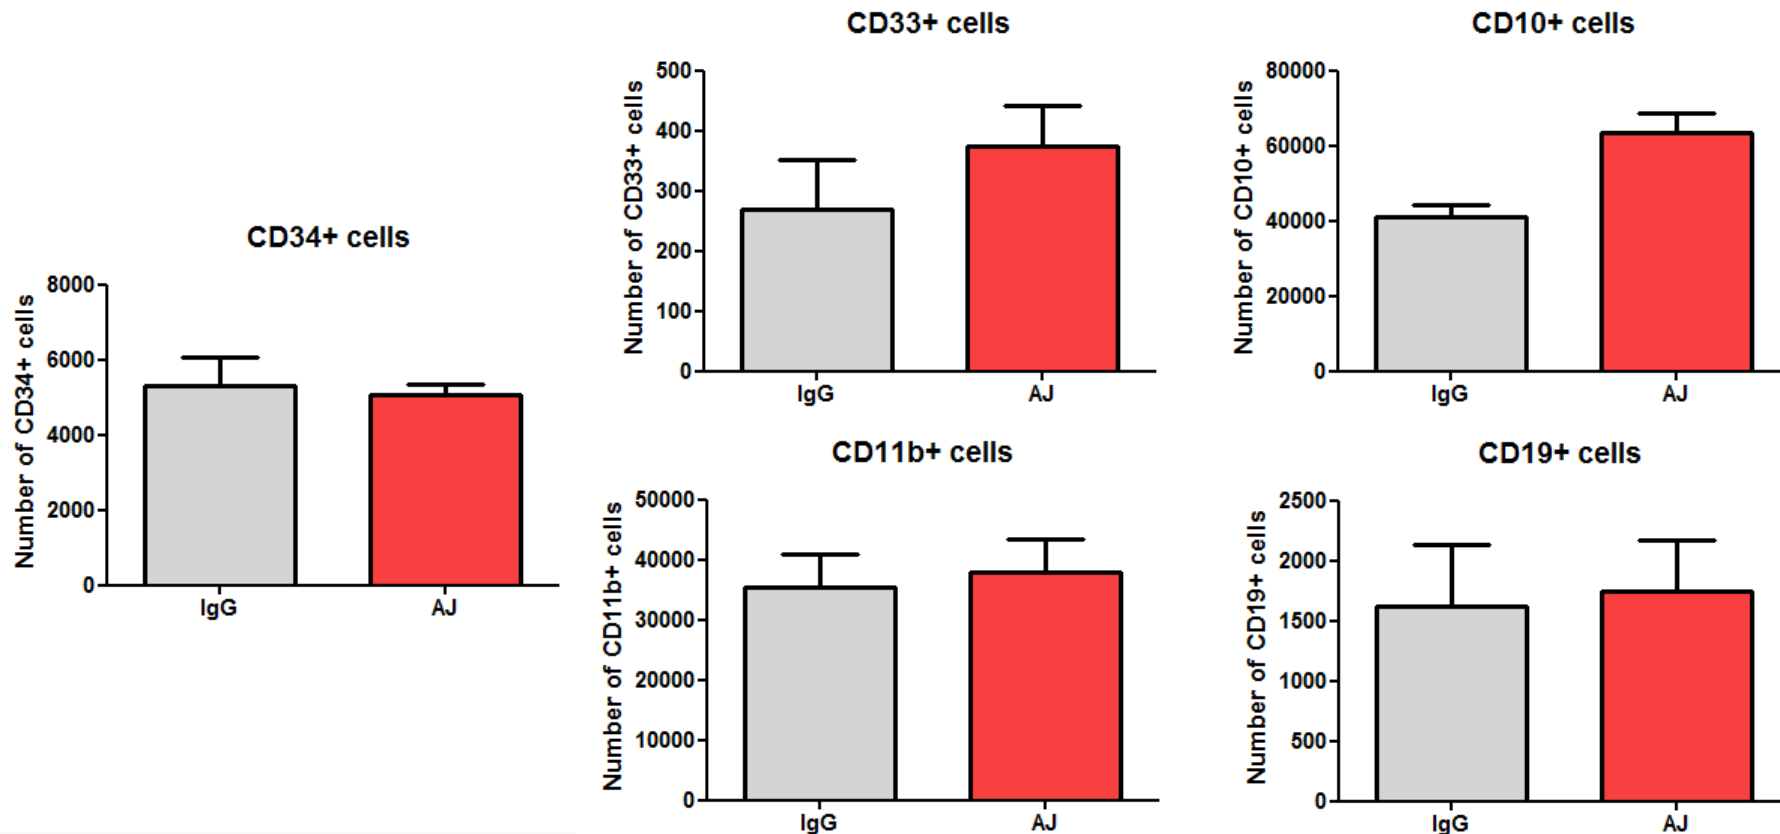 CD34+ cells
Number of CD34+ cells
8000
6000
4000
2000
0
IgG AJ
CD33+ cells
Number of CD33+ cells
500
400
300
200
100
0
IgG AJ
CD10+ cells
Number of CD10+ cells
80000
60000
40000
20000
0
IgG AJ
CD11b+ cells
Number of CD11b+ cells
50000
40000
30000
20000
10000
0
IgG AJ
CD19+ cells
Number of CD19+ cells
2500
2000
1500
1000
500
0
IgG AJ